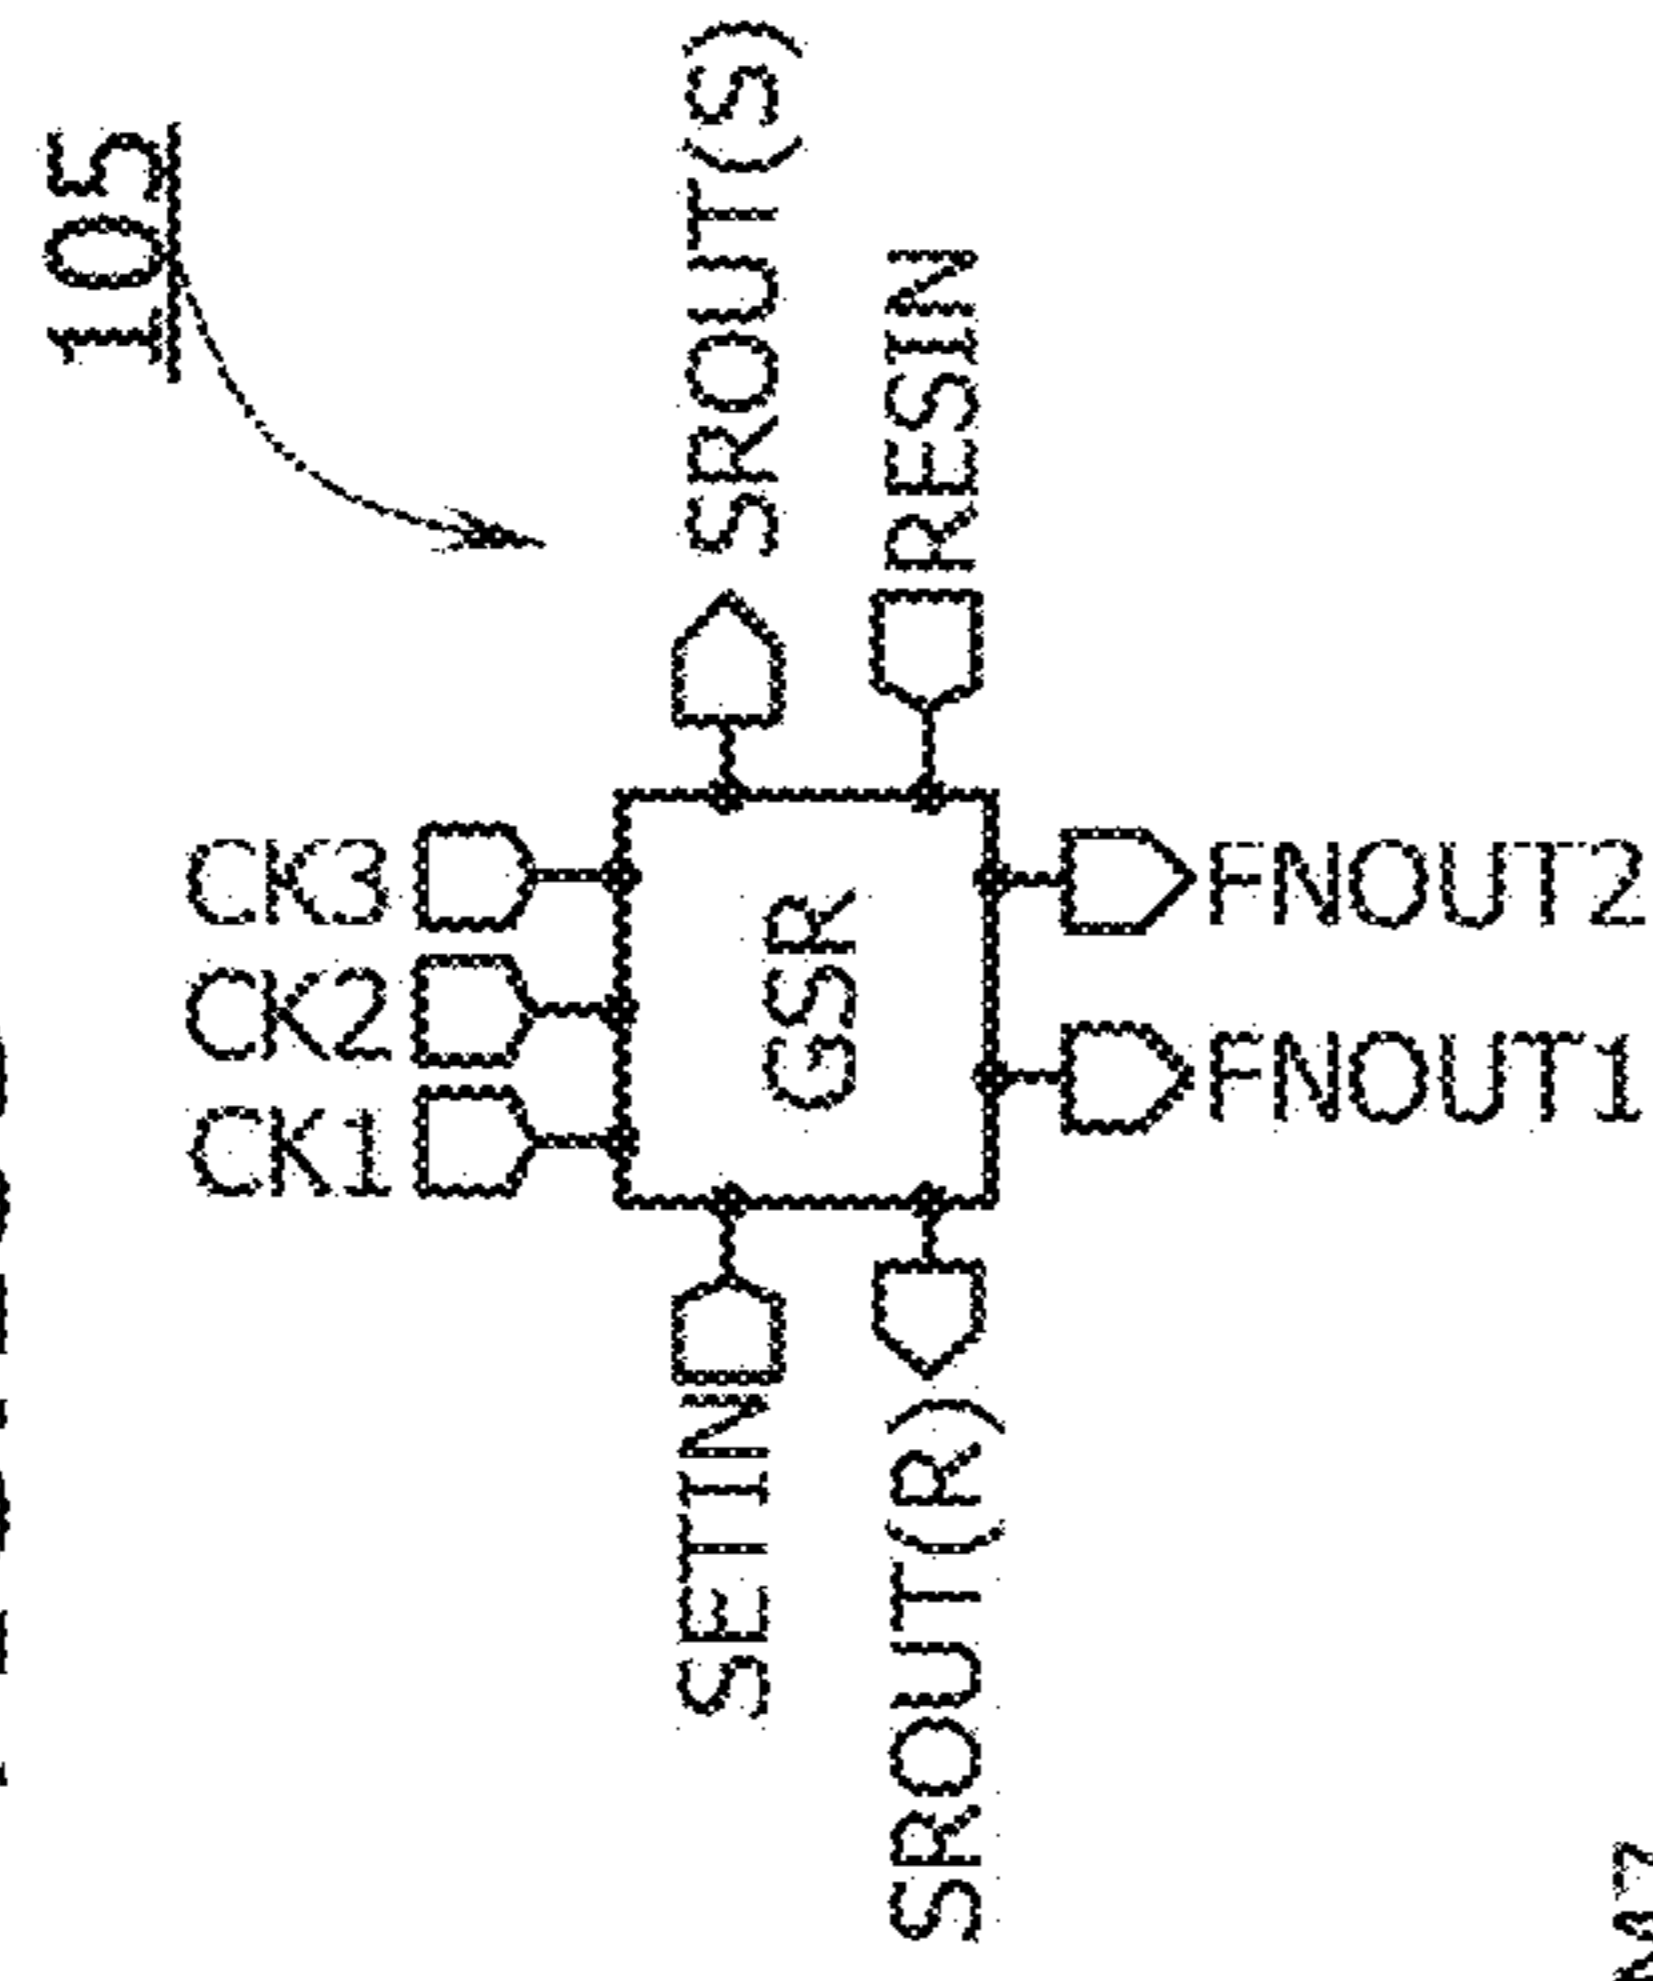 105
SROUT(S)
RESIN
CK3
CK2
CK1
GSR
FNOUT2
FNOUT1
SETIN
SROUT(R)